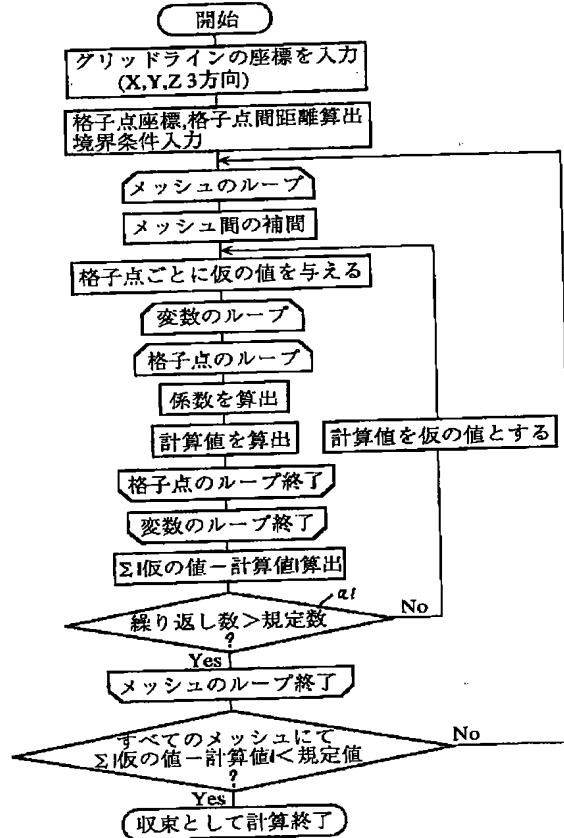 開始
グリッドラインの座標を入力
(X,Y,Z 3方向)
格子点座標,格子点間距離算出
境界条件入力
メッシュのループ
メッシュ間の補間
格子点ごとに仮の値を与える
変数のループ
格子点のループ
係数を算出
計算値を算出
計算値を仮の値とする
格子点のループ終了
変数のループ終了
Σ|仮の値－計算値|算出
a1
繰り返し数＞規定数
?
No
Yes
メッシュのループ終了
すべてのメッシュにて
Σ|仮の値－計算値|＜規定値
?
No
Yes
収束として計算終了